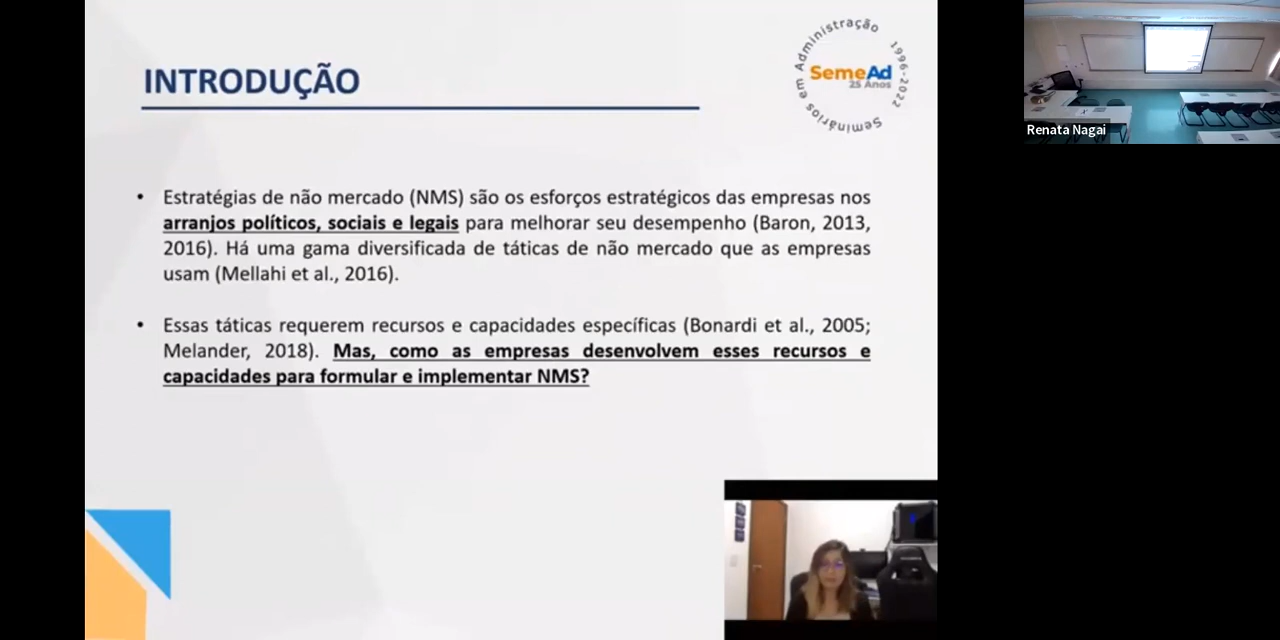 INTRODUÇÃO
Seminários em Administração 1996-2022
SemeAd
25 Anos
• Estratégias de não mercado (NMS) são os esforços estratégicos das empresas nos
arranjos políticos, sociais e legais para melhorar seu desempenho (Baron, 2013,
2016). Há uma gama diversificada de táticas de não mercado que as empresas
usam (Mellahi et al., 2016).
• Essas táticas requerem recursos e capacidades específicas (Bonardi et al., 2005;
Melander, 2018). Mas, como as empresas desenvolvem esses recursos e
capacidades para formular e implementar NMS?
Renata Nagai